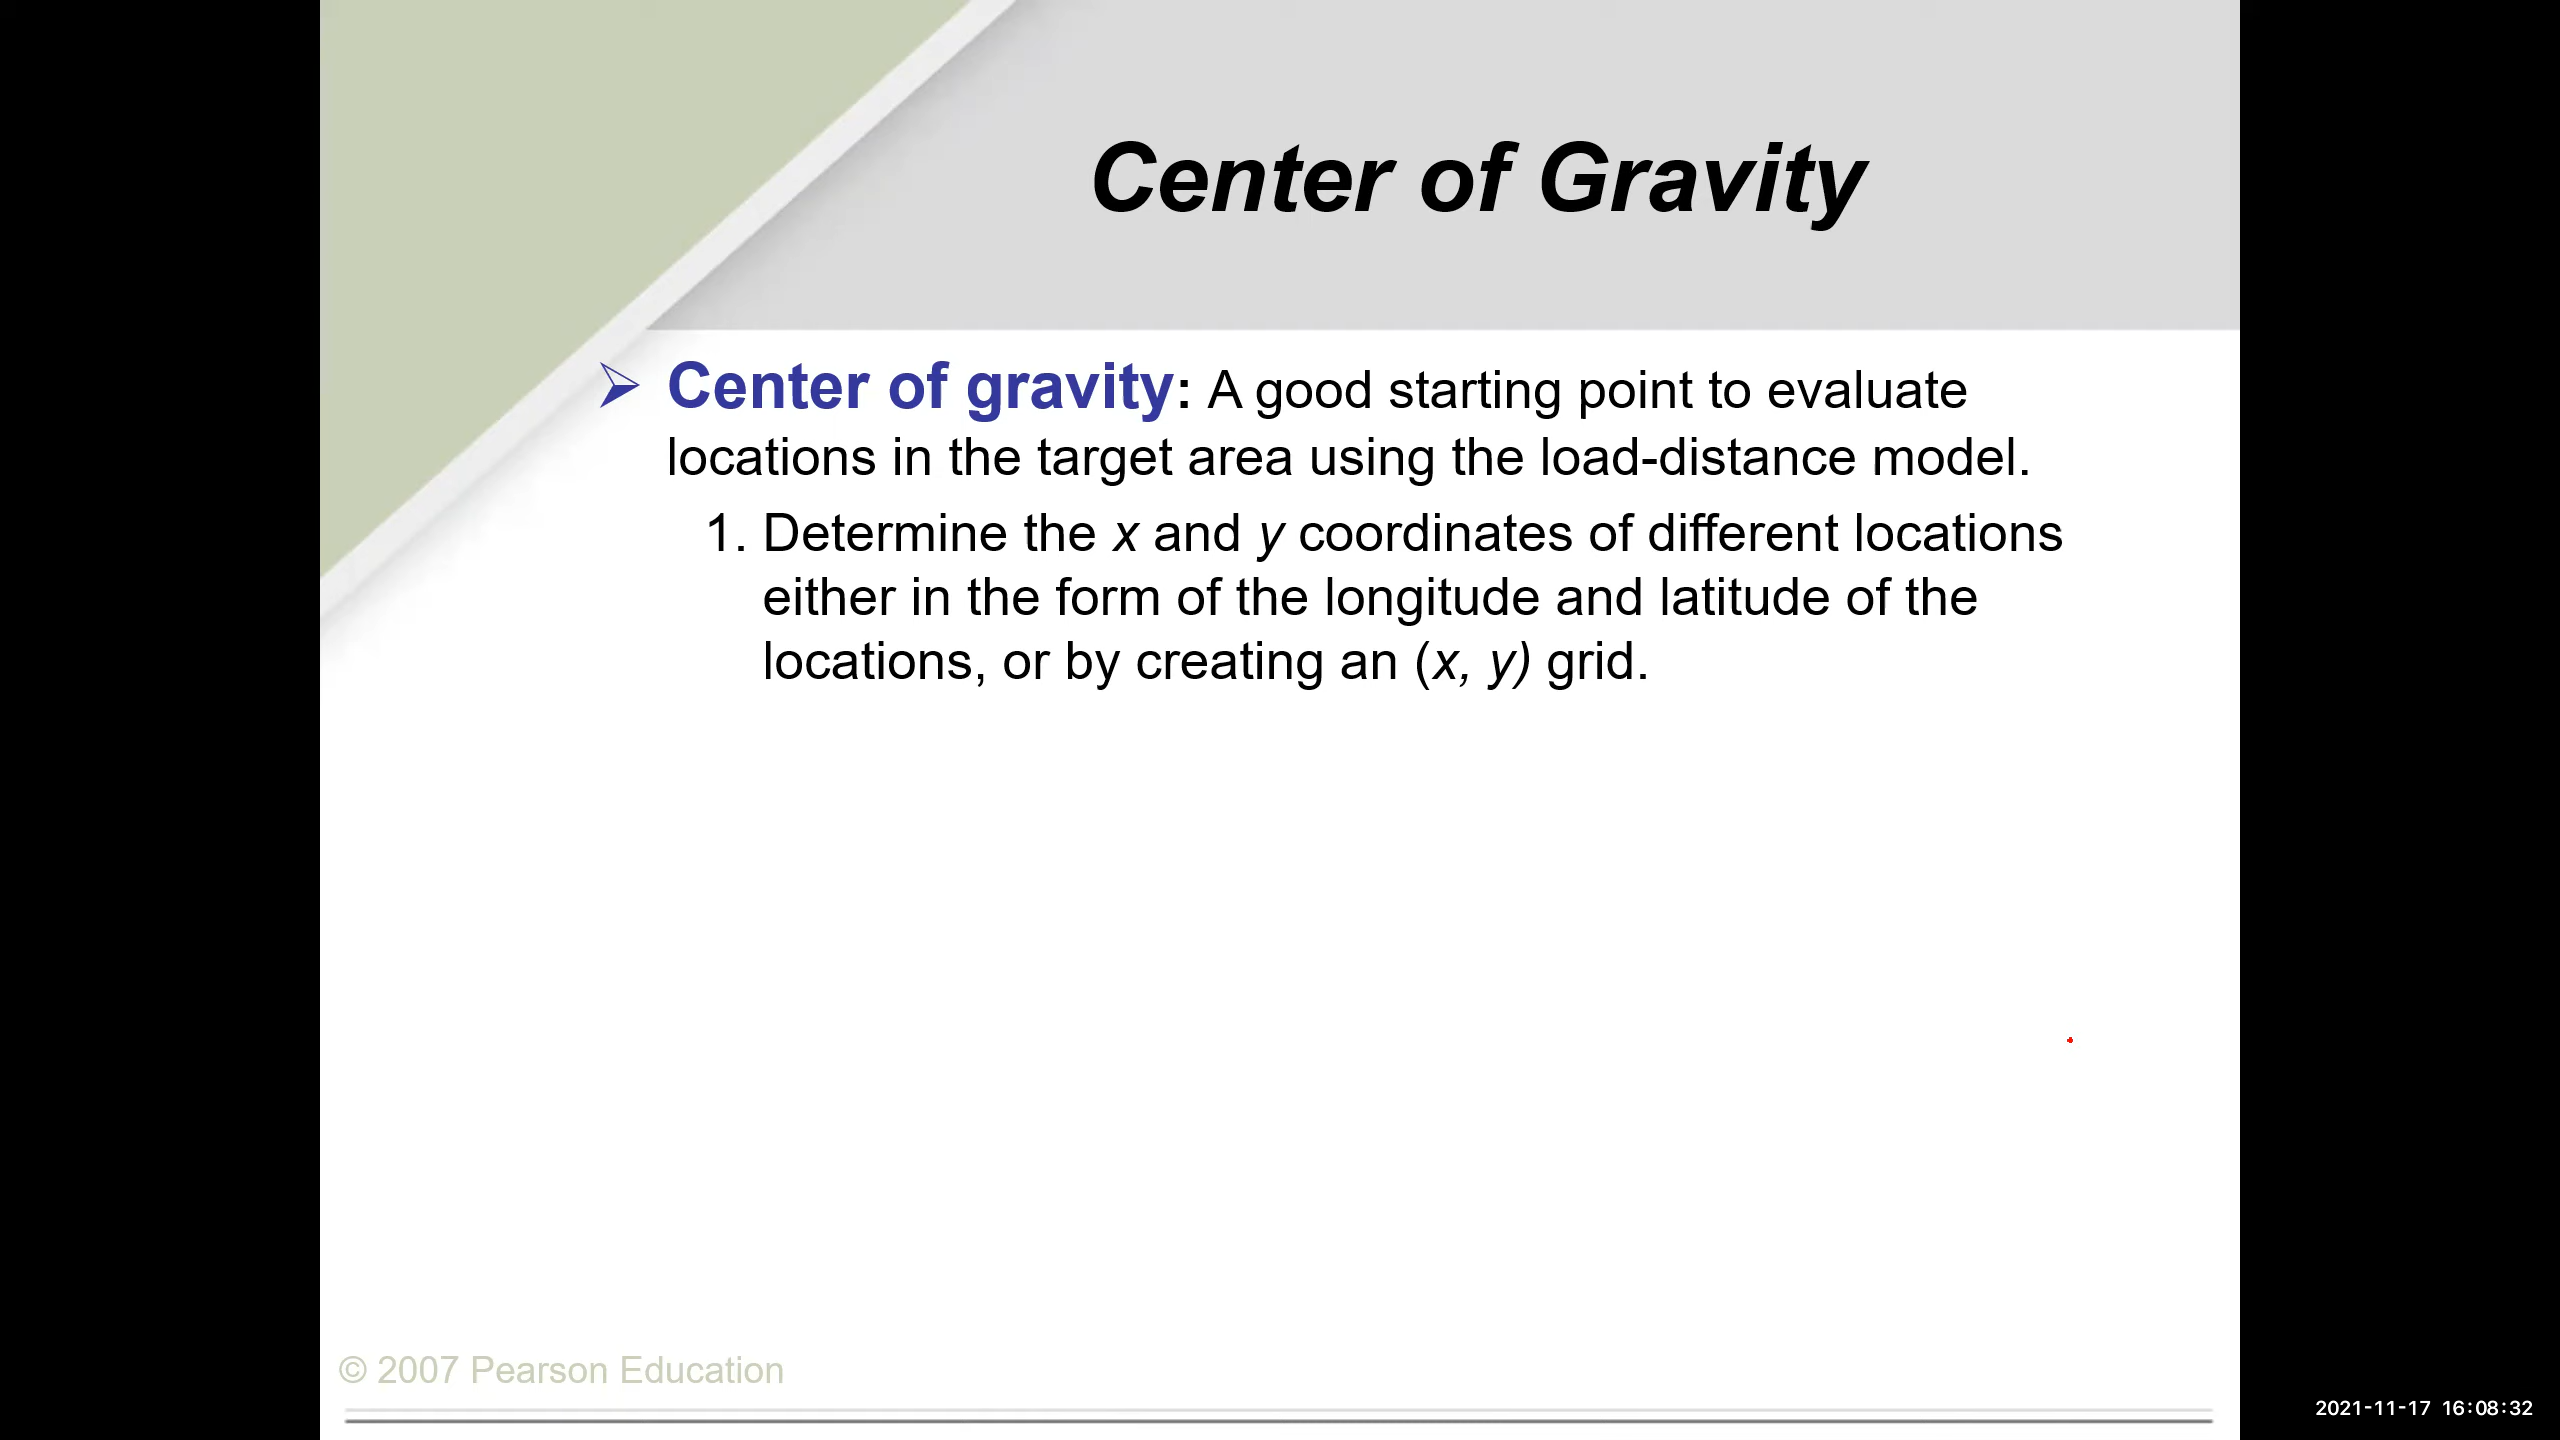 Center of Gravity
Center of gravity: A good starting point to evaluate
locations in the target area using the load-distance model.
1. Determine the x and y coordinates of different locations
either in the form of the longitude and latitude of the
locations, or by creating an (x, y) grid.
© 2007 Pearson Education
2021-11-17 16:08:32